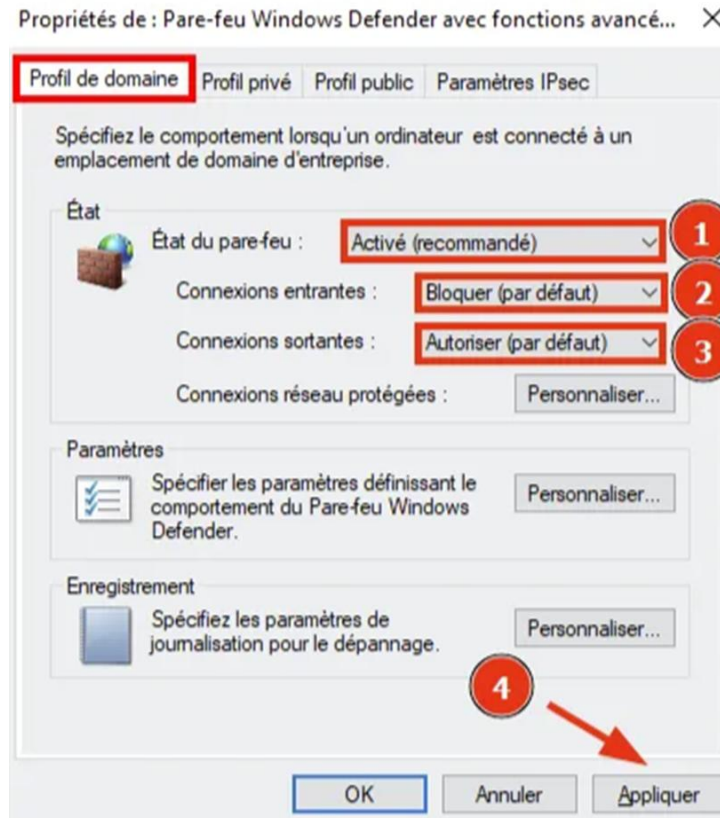 Propriétés de : Pare-feu Windows Defender avec fonctions avancé...
Profil de domaine Profil privé Profil public Paramètres IPsec
Spécifiez le comportement lorsqu'un ordinateur est connecté à un
emplacement de domaine d'entreprise.
État
État du pare-feu : Activé (recommandé) 1
Connexions entrantes : Bloquer (par défaut) 2
Connexions sortantes : Autoriser (par défaut) 3
Connexions réseau protégées : Personnaliser...
Paramètres
Spécifier les paramètres définissant le
comportement du Pare-feu Windows
Defender.
Personnaliser...
Enregistrement
Spécifiez les paramètres de
journalisation pour le dépannage.
Personnaliser...
4
OK Annuler Appliquer